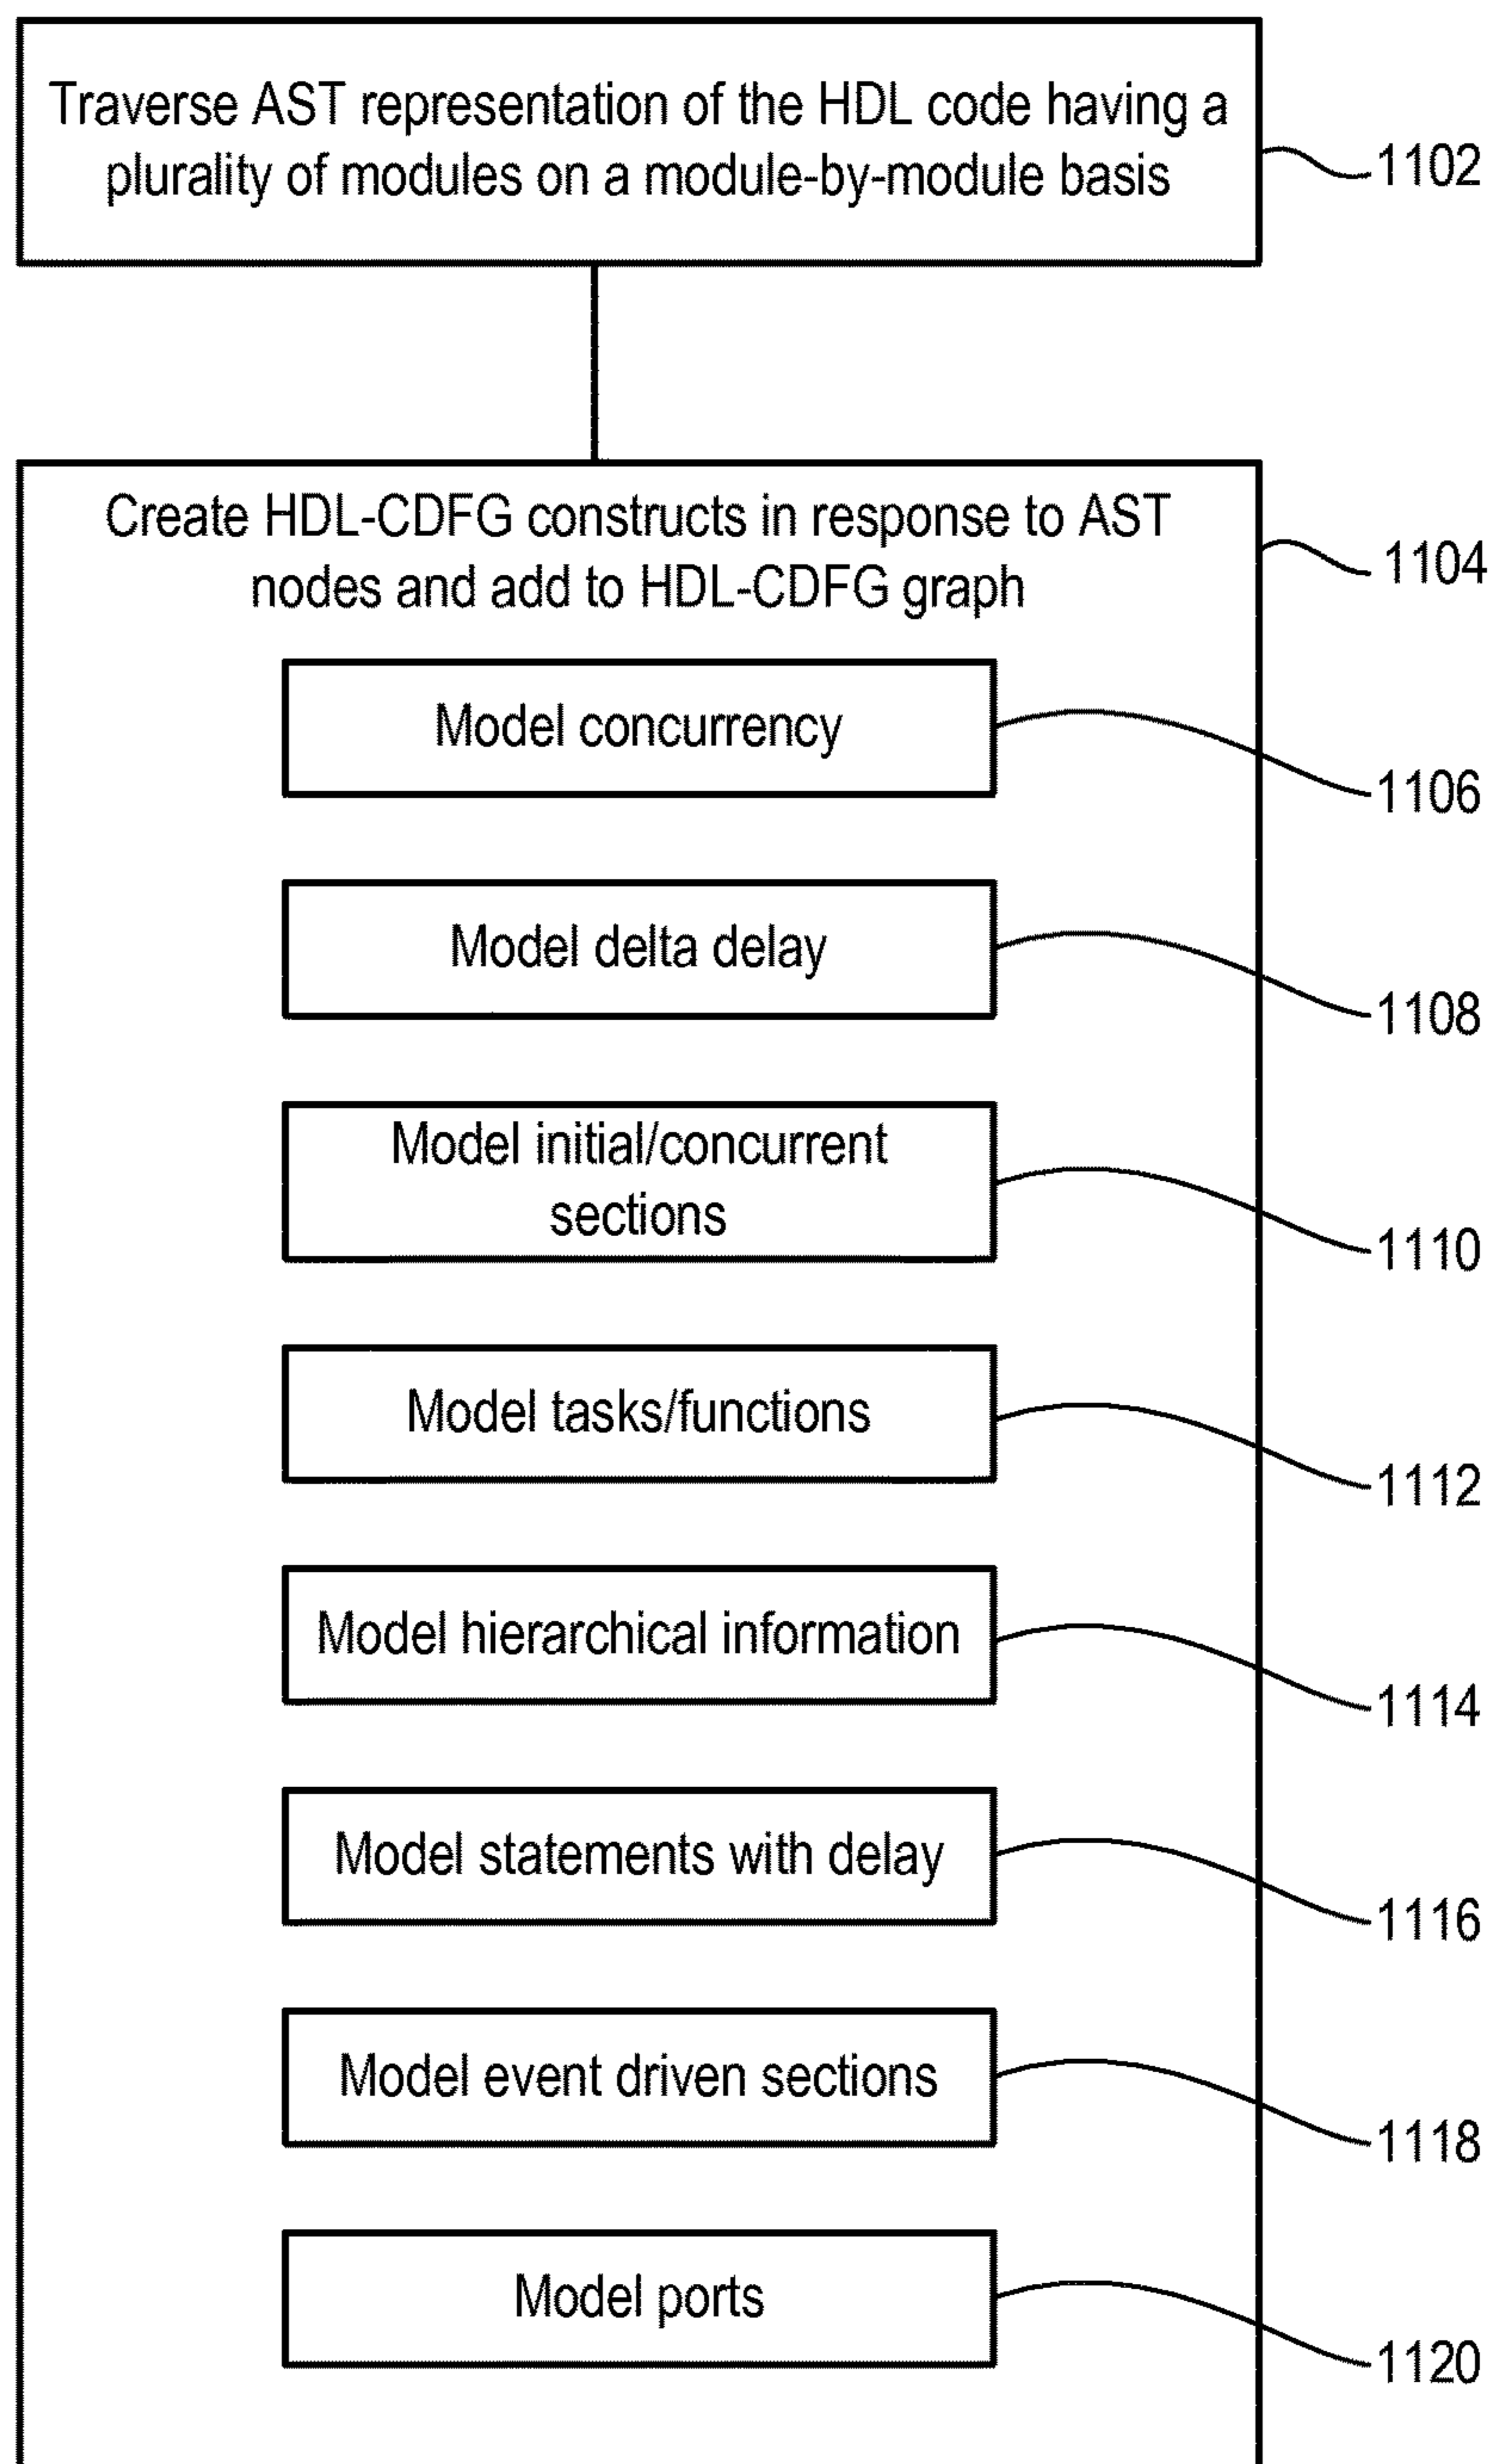 Traverse AST representation of the HDL code having a
plurality of modules on a module-by-module basis
1102
Create HDL-CDFG constructs in response to AST
nodes and add to HDL-CDFG graph
1104
Model concurrency
1106
Model delta delay
1108
Model initial/concurrent
sections
1110
Model tasks/functions
1112
Model hierarchical information
1114
Model statements with delay
1116
Model event driven sections
1118
Model ports
1120